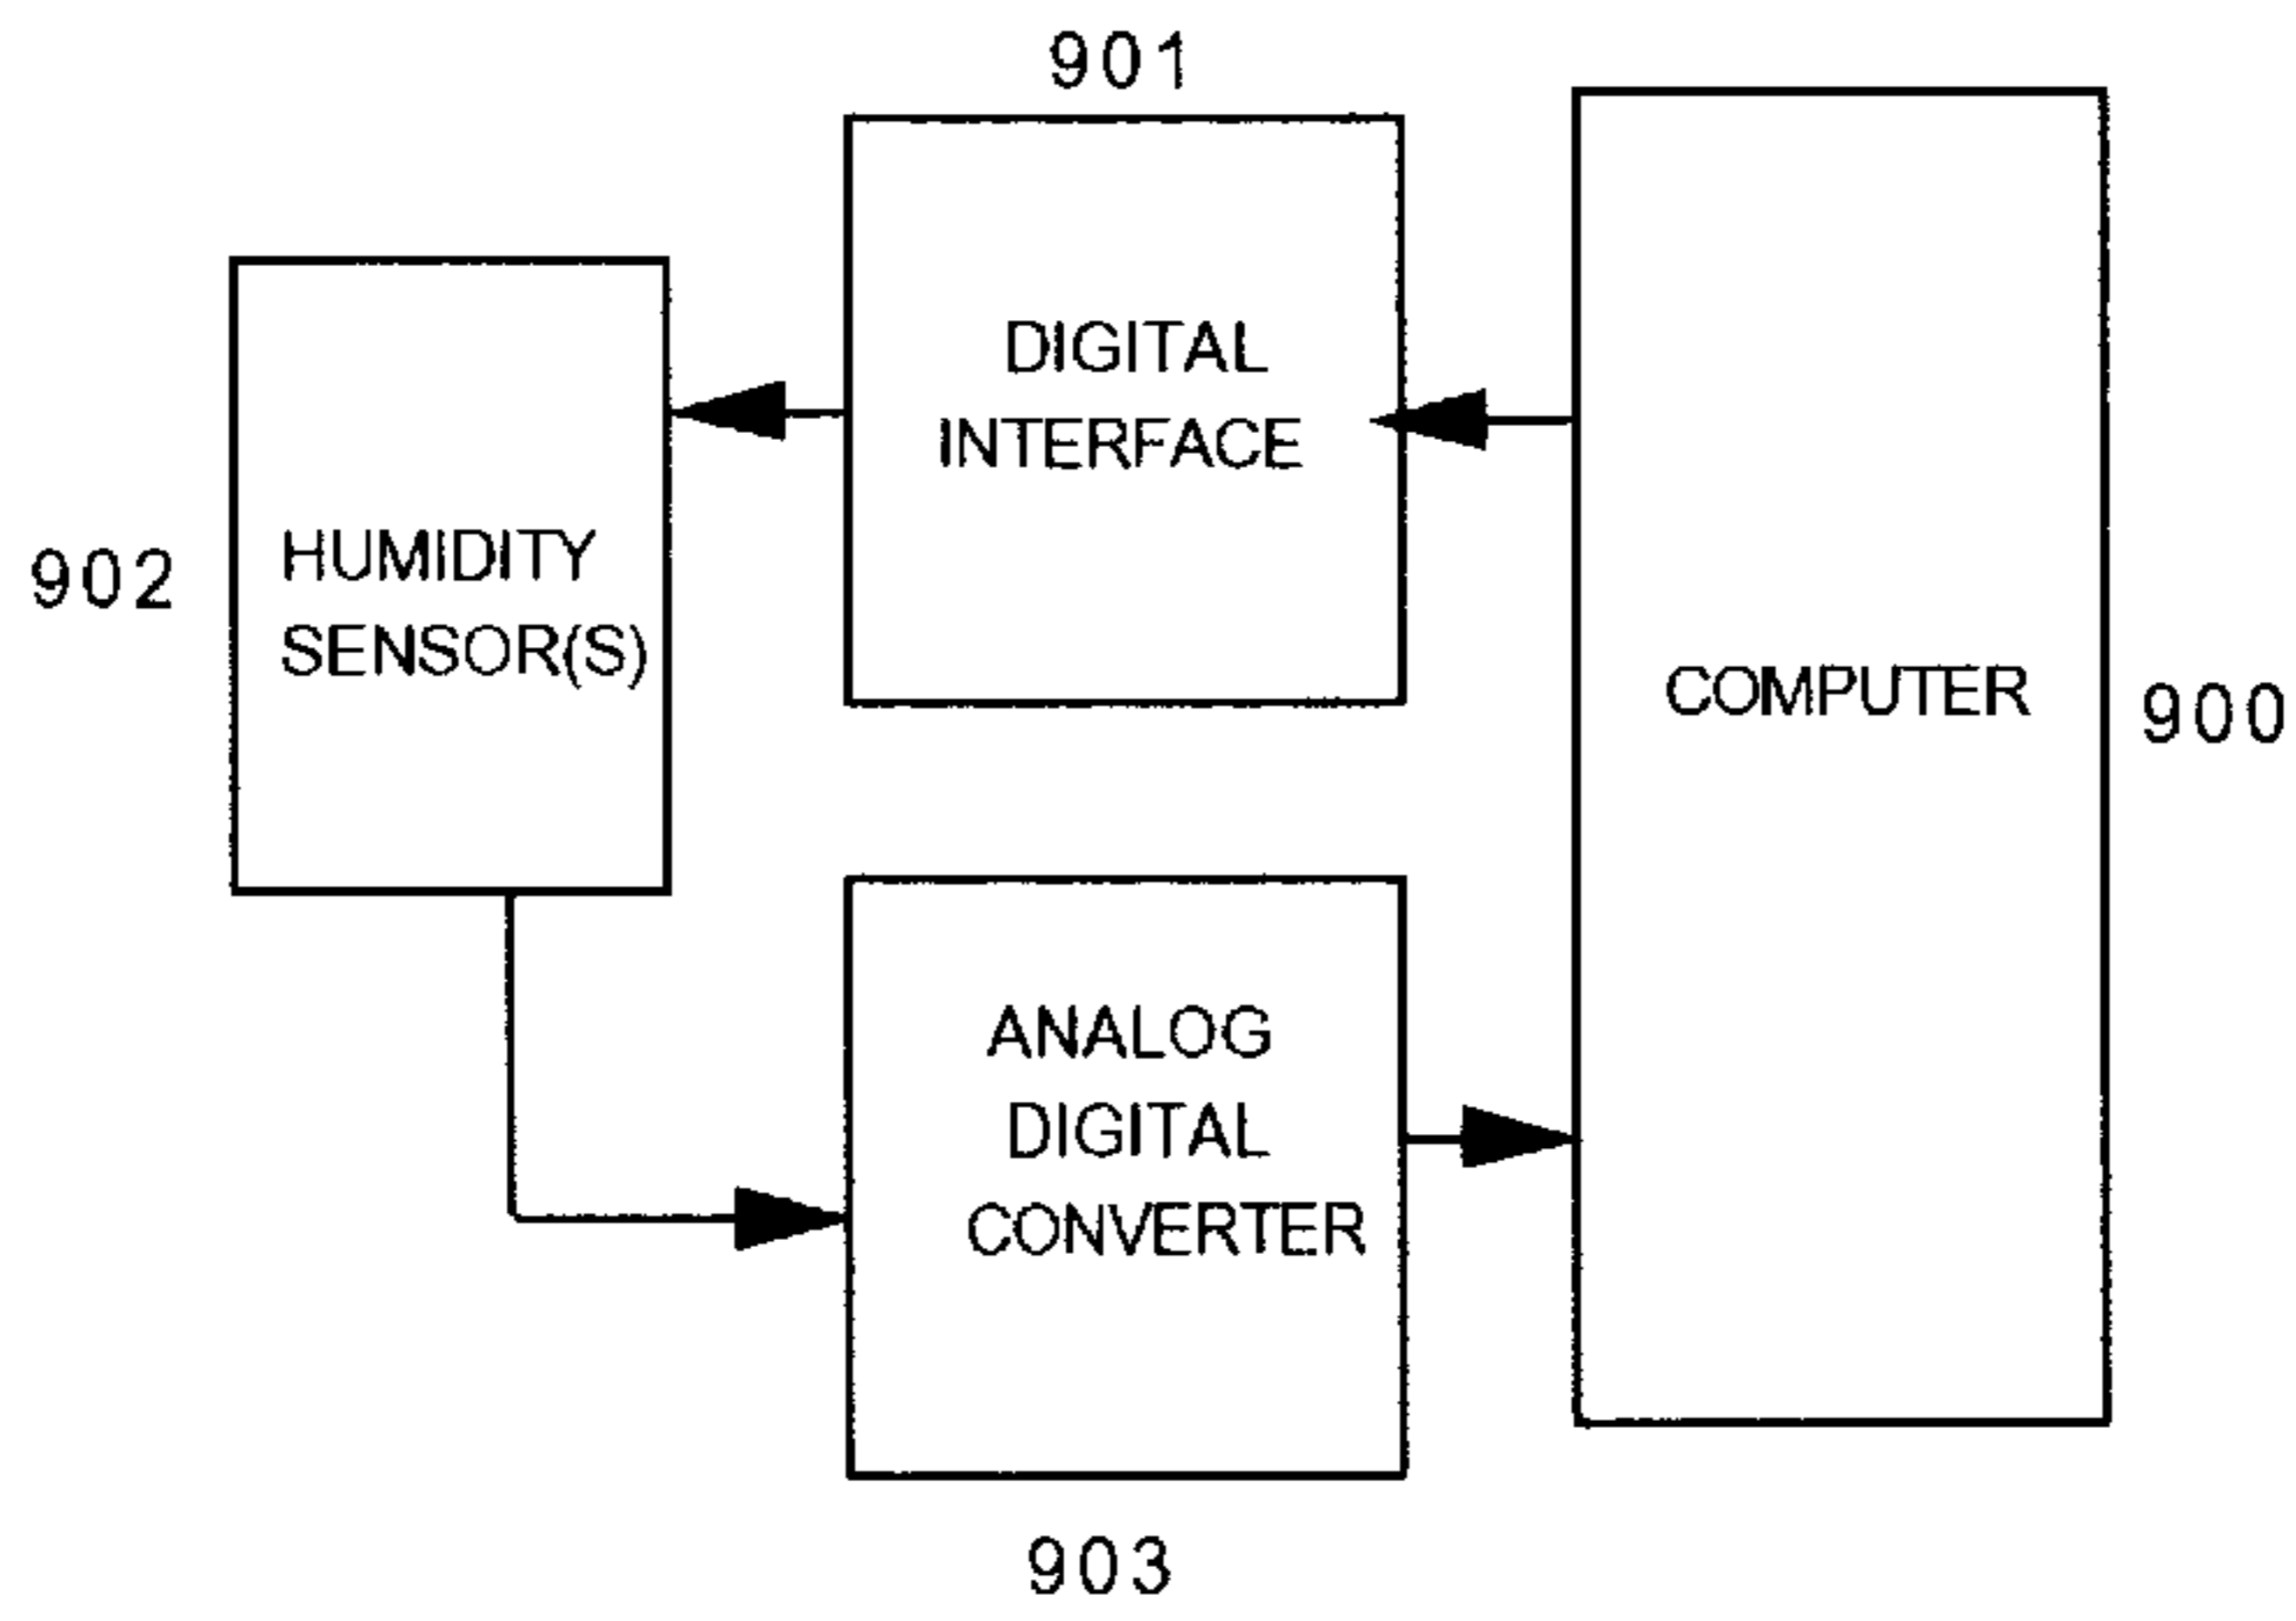 901
DIGITAL
INTERFACE
902
HUMIDITY
SENSOR(S)
COMPUTER
900
ANALOG
DIGITAL
CONVERTER
903